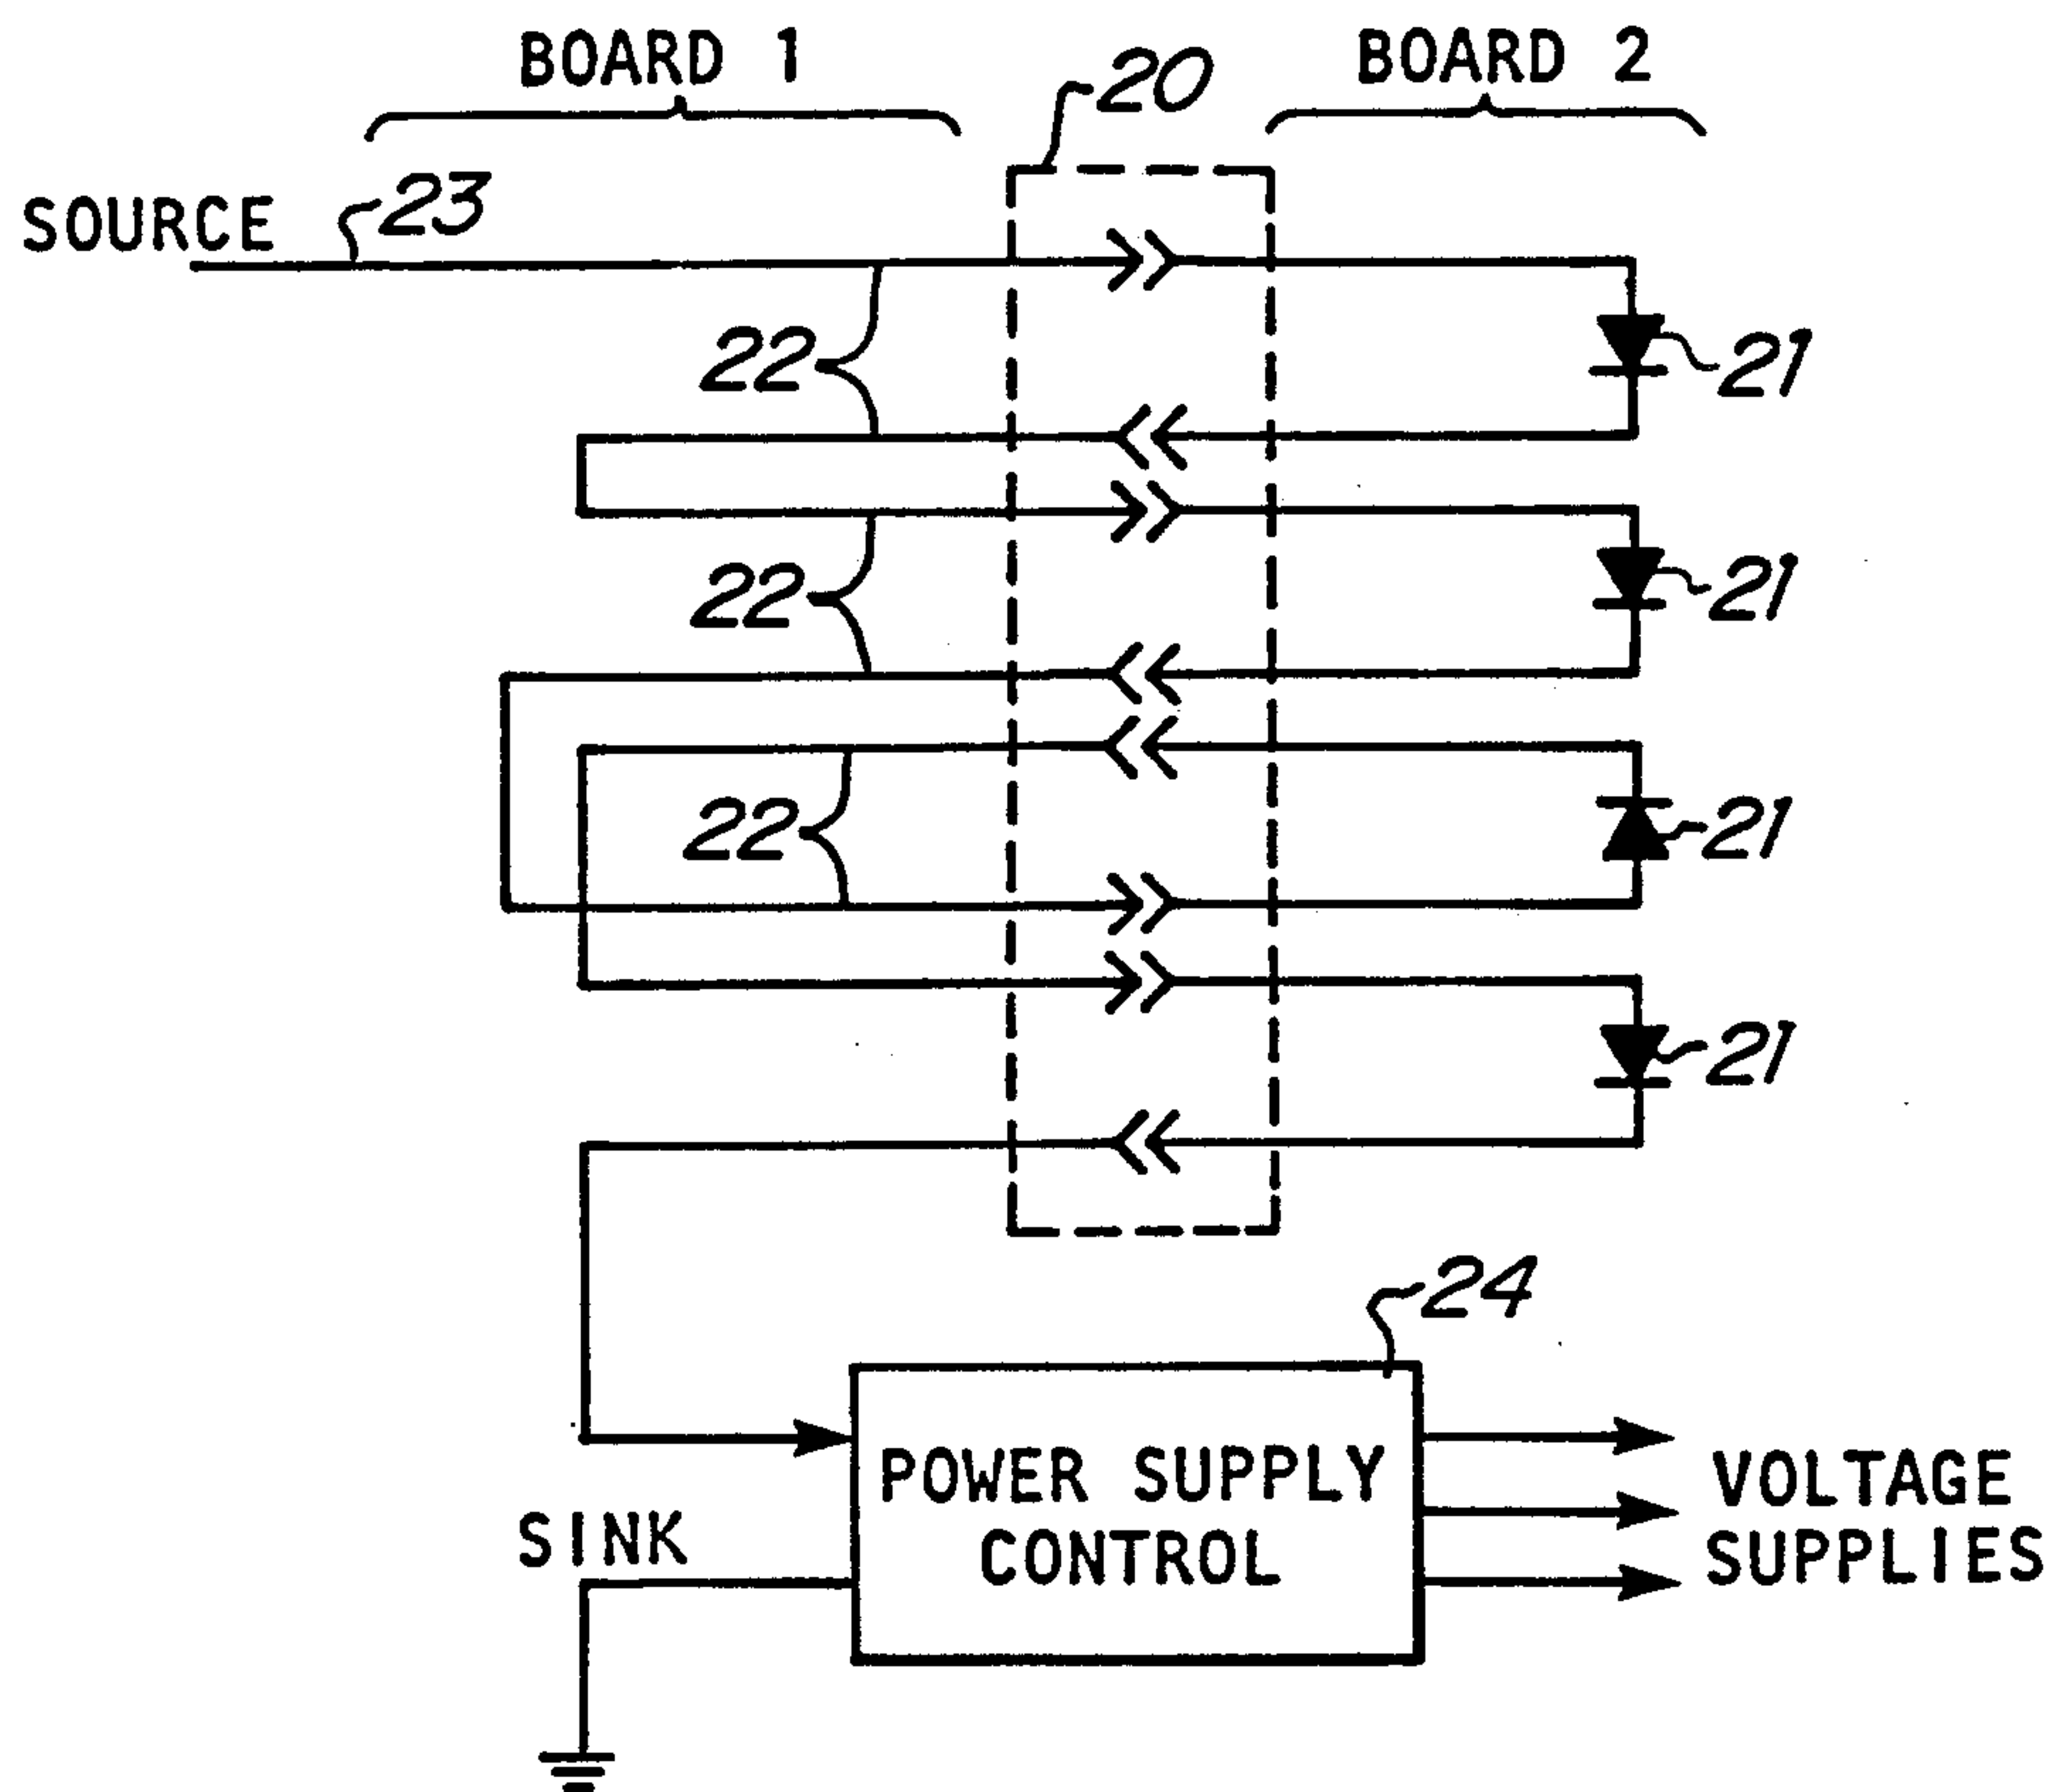 BOARD 1
BOARD 2
20
SOURCE
23
22
21
22
21
22
21
21
24
POWER SUPPLY
CONTROL
VOLTAGE
SUPPLIES
SINK